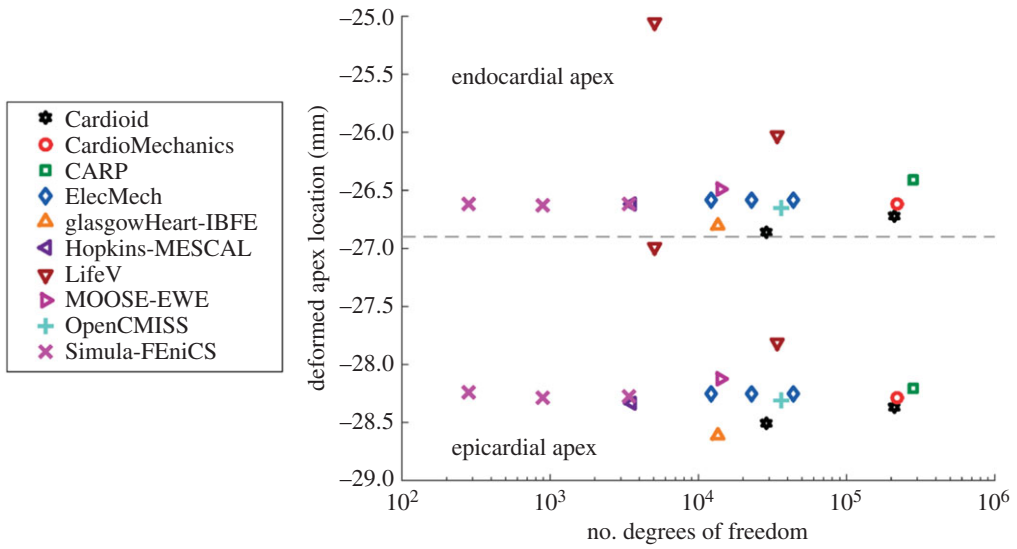 Cardioid
CardioMechanics
CARP
ElecMech
glasgowHeart-IBFE
Hopkins-MESCAL
LifeV
MOOSE-EWE
OpenCMISS
Simula-FEniCS
deformed apex location (mm)
−25.0
−25.5
−26.0
−26.5
−27.0
−27.5
−28.0
−28.5
−29.0
endocardial apex
epicardial apex
10²
10³
10⁴
10⁵
10⁶
no. degrees of freedom